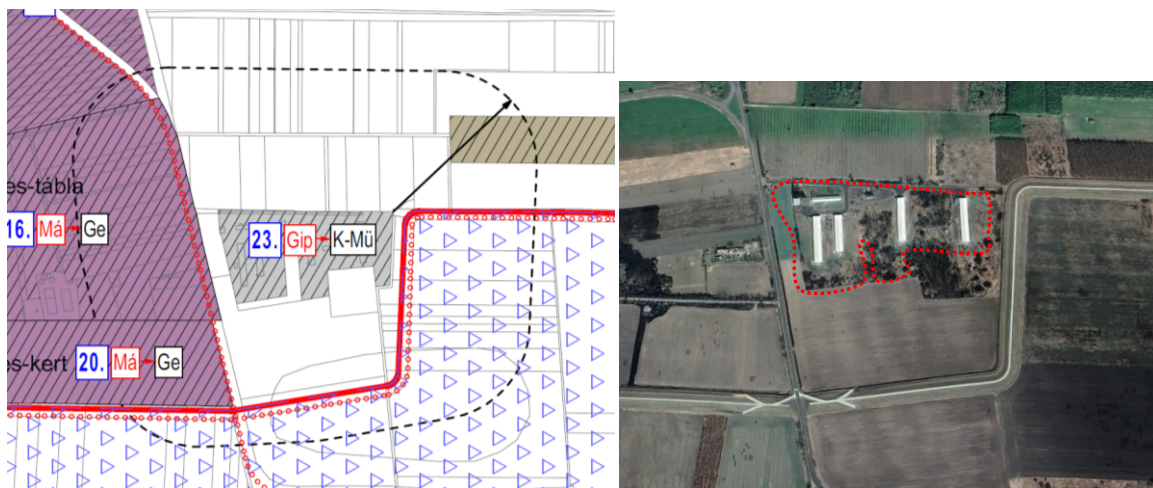 es-tábla
16. Má Ge
23. Gip K-Mü
es-kert 20. Má Ge